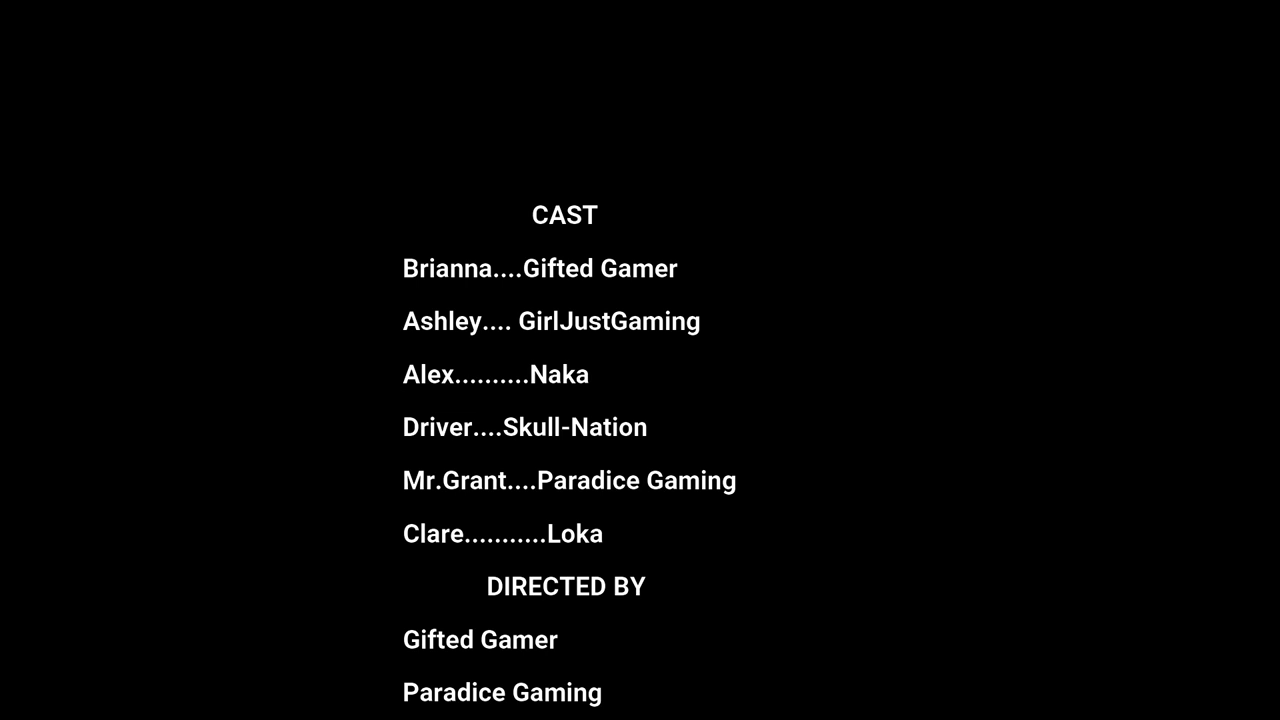 CAST
Brianna....Gifted Gamer
Ashley.... GirlJustGaming
Alex..........Naka
Driver....Skull-Nation
Mr.Grant....Paradice Gaming
Clare...........Loka
DIRECTED BY
Gifted Gamer
Paradice Gaming